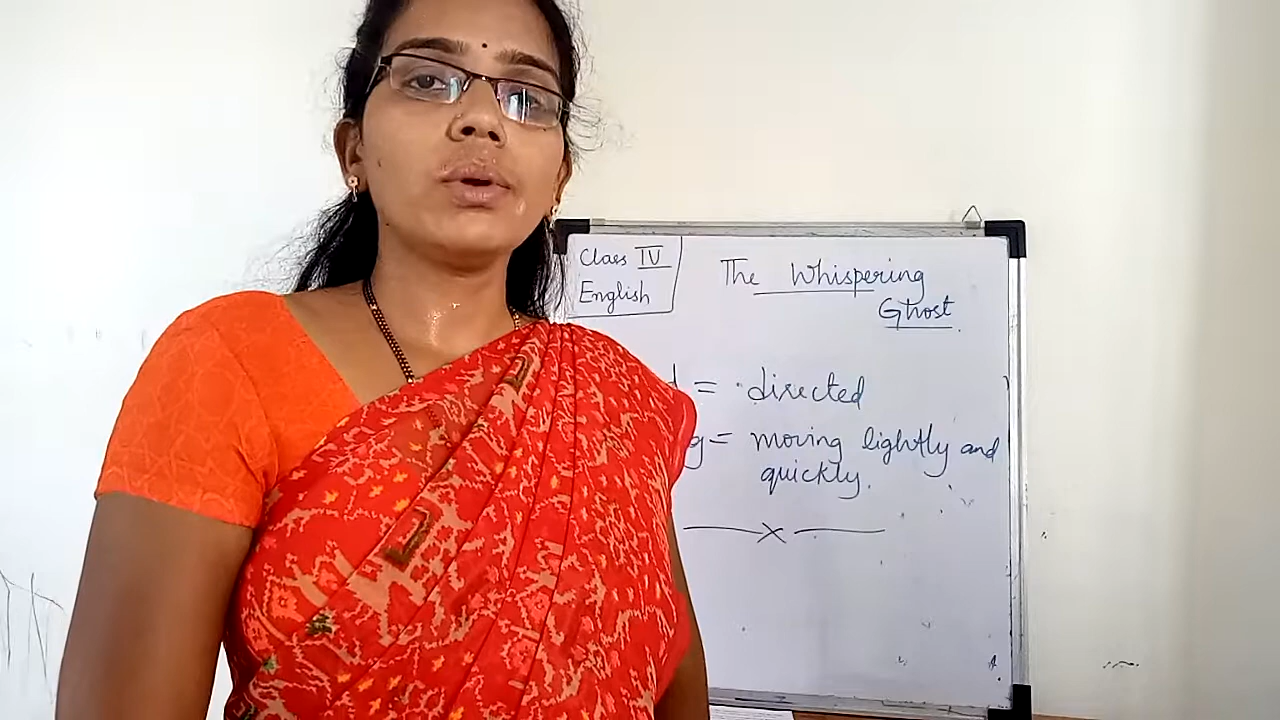 Class IV
English
The Whispering
Ghost.
= directed
= moving lightly and
quickly.